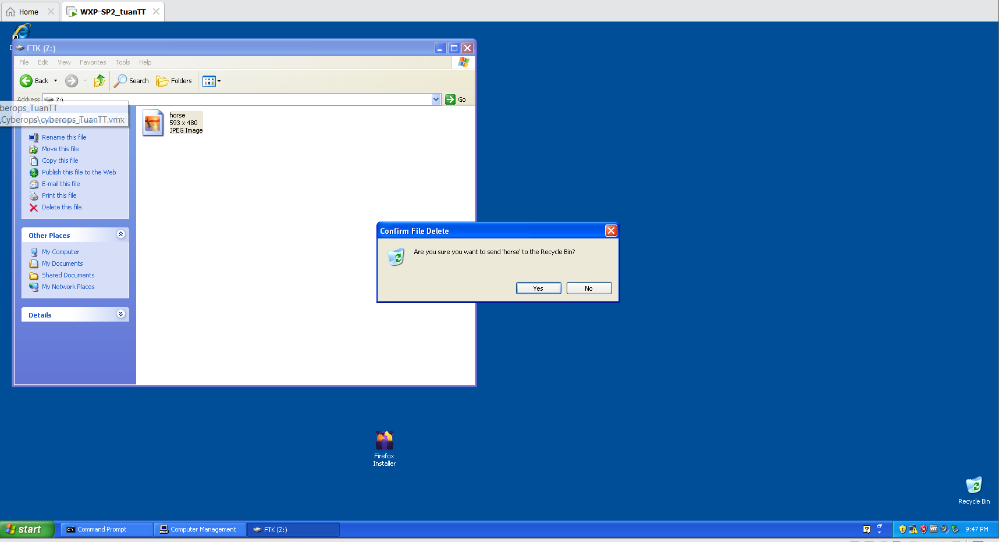 Home
WXP-SP2_tuanTT
FTK (Z:)
File Edit View Favorites Tools Help
Back Search Folders
Address Z:\ Go
berops_TuanTT
\Cyberops\cyberops_TuanTT.vmx
Rename this file
Move this file
Copy this file
Publish this file to the Web
E-mail this file
Print this file
Delete this file
Other Places
My Computer
My Documents
Shared Documents
My Network Places
Details
horse
593 x 480
JPEG Image
Confirm File Delete
Are you sure you want to send 'horse' to the Recycle Bin?
Yes No
Firefox
Installer
Recycle Bin
start
Command Prompt
Computer Management
FTK (Z:)
9:47 PM